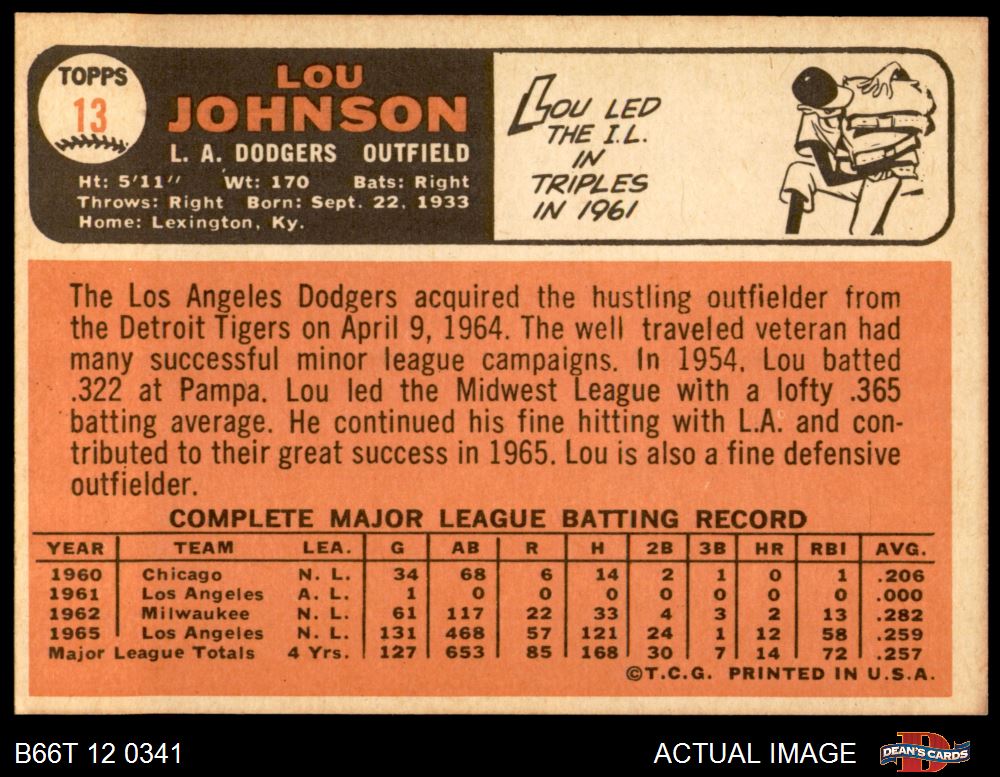 TOPPS
13
LOU
JOHNSON
L. A. DODGERS OUTFIELD
Ht: 5'11" Wt: 170 Bats: Right
Throws: Right Born: Sept. 22, 1933
Home: Lexington, Ky.
LOU LED
THE I.L.
IN
TRIPLES
IN 1961
The Los Angeles Dodgers acquired the hustling outfielder from
the Detroit Tigers on April 9, 1964. The well traveled veteran had
many successful minor league campaigns. In 1954, Lou batted
.322 at Pampa. Lou led the Midwest League with a lofty .365
batting average. He continued his fine hitting with L.A. and con-
tributed to their great success in 1965. Lou is also a fine defensive
outfielder.
COMPLETE MAJOR LEAGUE BATTING RECORD
YEAR TEAM LEA. G AB R H 2B 3B HR RBI AVG.
1960 Chicago N. L. 34 68 6 14 2 1 0 1 .206
1961 Los Angeles A. L. 1 0 0 0 0 0 0 0 .000
1962 Milwaukee N. L. 61 117 22 33 4 3 2 13 .282
1965 Los Angeles N. L. 131 468 57 121 24 1 12 58 .259
Major League Totals 4 Yrs. 127 653 85 168 30 7 14 72 .257
©T.C.G. PRINTED IN U.S.A.
B66T 12 0341
ACTUAL IMAGE
D
DEAN'S CARDS